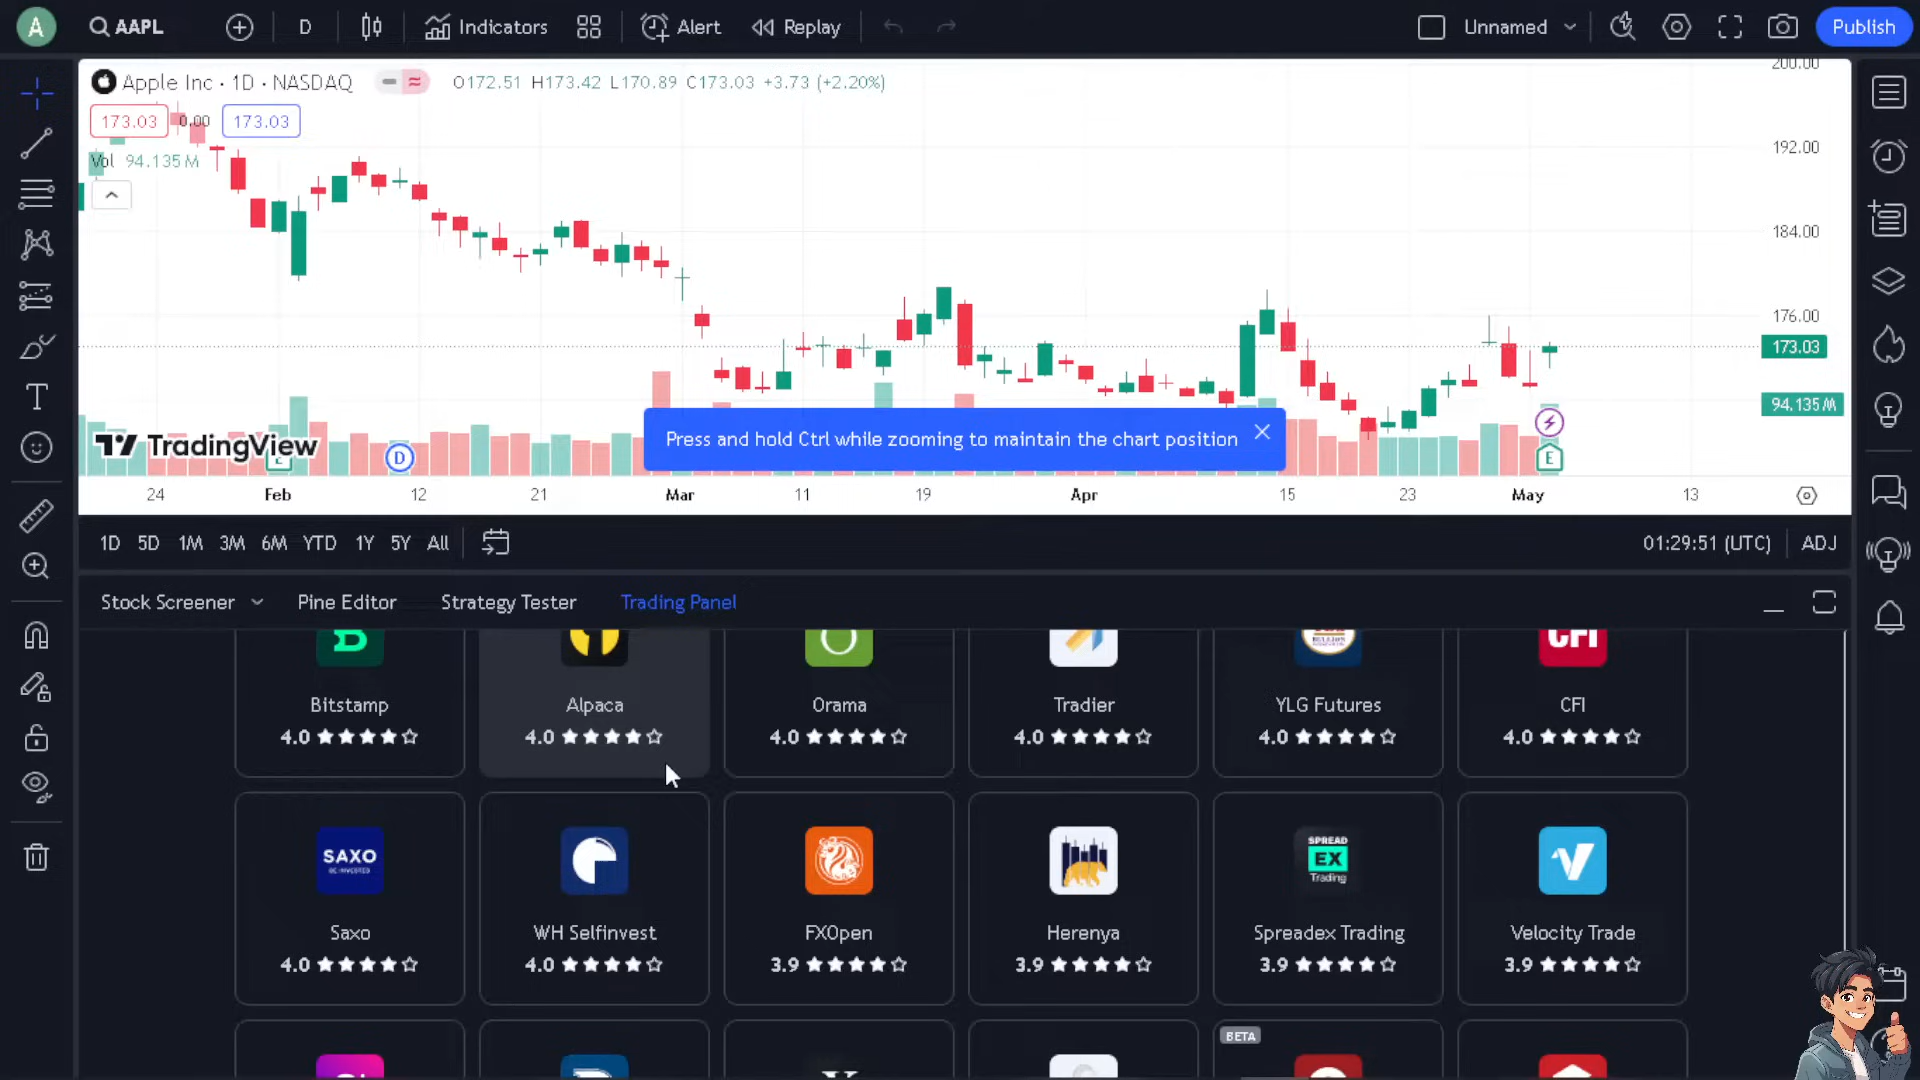 A AAPL D Indicators Alert Replay Unnamed Publish
Apple Inc · 1D · NASDAQ O172.51 H173.42 L170.89 C173.03 +3.73 (+2.20%)
173.03 0.00 173.03
Vol 94.135 M
200.00
192.00
184.00
176.00
173.03
94.135 M
Press and hold Ctrl while zooming to maintain the chart position
TradingView
D
E
24 Feb 12 21 Mar 11 19 Apr 15 23 May 13
1D 5D 1M 3M 6M YTD 1Y 5Y All 01:29:51 (UTC) ADJ
Stock Screener Pine Editor Strategy Tester Trading Panel
CFI
Bitstamp Alpaca Orama Tradier YLG Futures CFI
4.0 4.0 4.0 4.0 4.0 4.0
SAXO
BE INVESTED
SPREAD
EX
Trading
Saxo WH Selfinvest FXOpen Herenya Spreadex Trading Velocity Trade
4.0 4.0 3.9 3.9 3.9 3.9
BETA